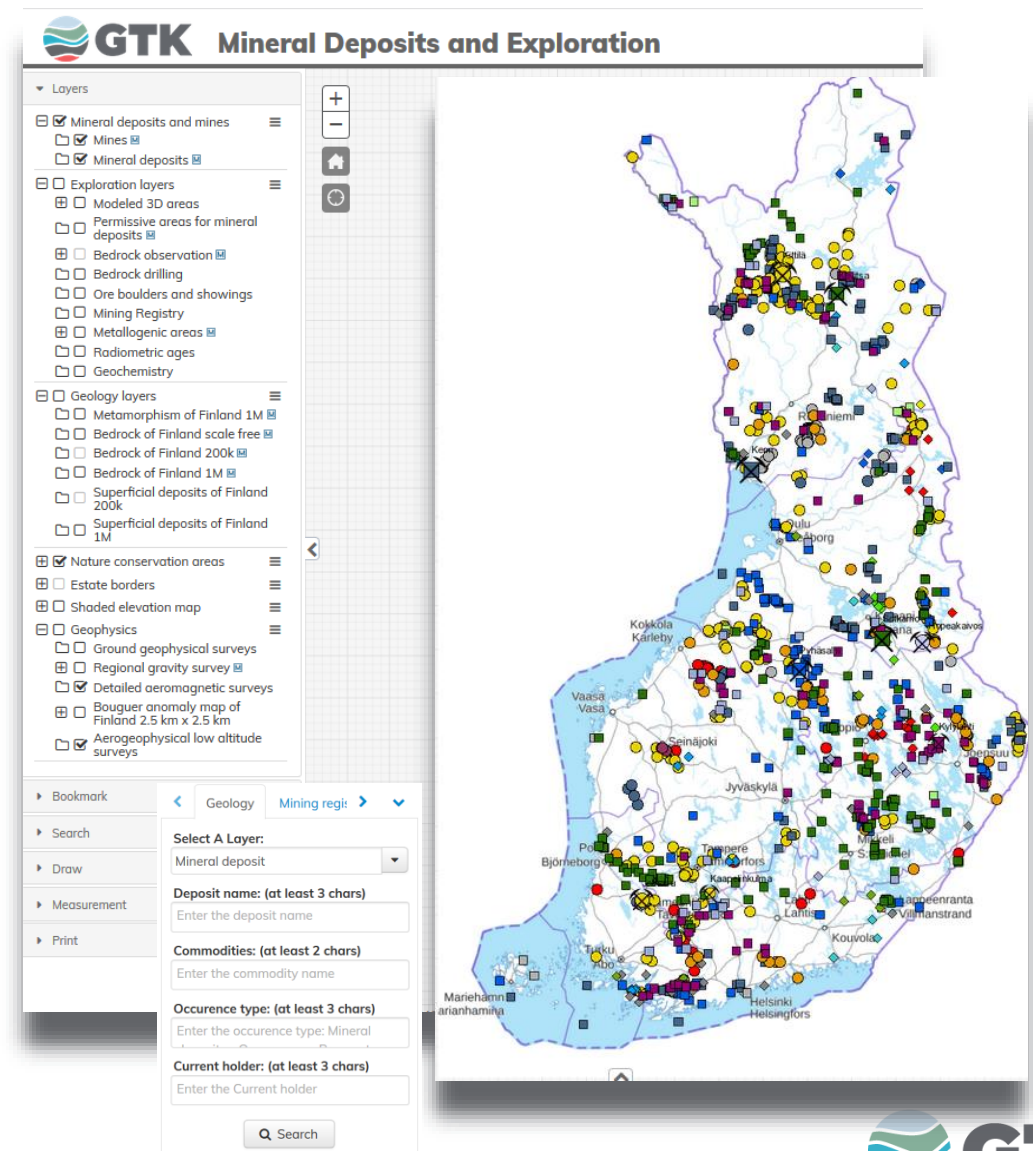 GTK Mineral Deposits and Exploration
Layers
Mineral deposits and mines
Mines M
Mineral deposits M
Exploration layers
Modeled 3D areas
Permissive areas for mineral
deposits M
Bedrock observation M
Bedrock drilling
Ore boulders and showings
Mining Registry
Metallogenic areas M
Radiometric ages
Geochemistry
Geology layers
Metamorphism of Finland 1M M
Bedrock of Finland scale free M
Bedrock of Finland 200k M
Bedrock of Finland 1M M
Superficial deposits of Finland
200k
Superficial deposits of Finland
1M
Nature conservation areas
Estate borders
Shaded elevation map
Geophysics
Ground geophysical surveys
Regional gravity survey M
Detailed aeromagnetic surveys
Bouguer anomaly map of
Finland 2.5 km x 2.5 km
Aerogeophysical low altitude
surveys
Bookmark
Search
Draw
Measurement
Print
Geology
Mining regis
Select A Layer:
Mineral deposit
Deposit name: (at least 3 chars)
Enter the deposit name
Commodities: (at least 2 chars)
Enter the commodity name
Occurence type: (at least 3 chars)
Enter the occurence type: Mineral
Current holder: (at least 3 chars)
Enter the Current holder
Search
Kokkola
Karleby
Vaasa
Vasa
Seinäjoki
Jyväskylä
Björneborg
Tampere
Kaapelinkulma
Lahtis
Kouvola
Lappeenranta
Villmanstrand
Turku
Åbo
Mariehamn
arianhamina
Helsinki
Helsingfors
GT